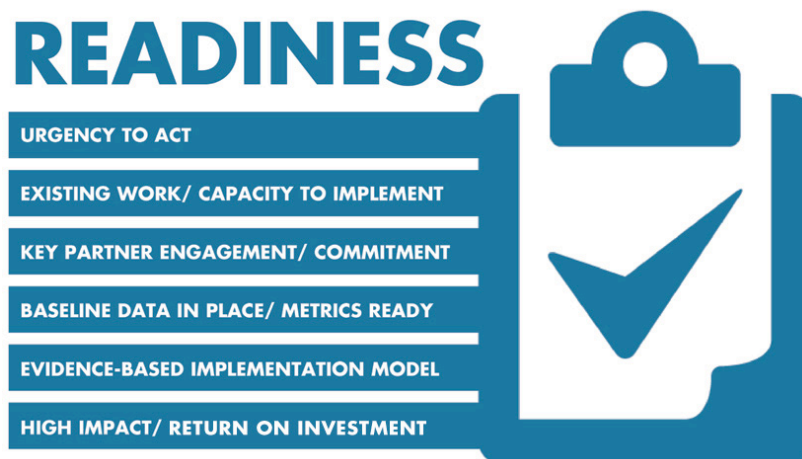 READINESS
URGENCY TO ACT
EXISTING WORK/ CAPACITY TO IMPLEMENT
KEY PARTNER ENGAGEMENT/ COMMITMENT
BASELINE DATA IN PLACE/ METRICS READY
EVIDENCE-BASED IMPLEMENTATION MODEL
HIGH IMPACT/ RETURN ON INVESTMENT